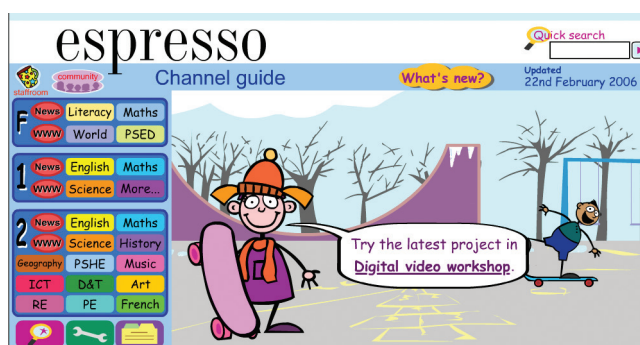 espresso
Quick search
staffroom
community
Channel guide
What's new?
Updated
22nd February 2006
F
News Literacy Maths
WWW World PSED
1
News English Maths
WWW Science More...
2
News English Maths
WWW Science History
Geography PSHE Music
ICT D&T Art
RE PE French
Try the latest project in
Digital video workshop.